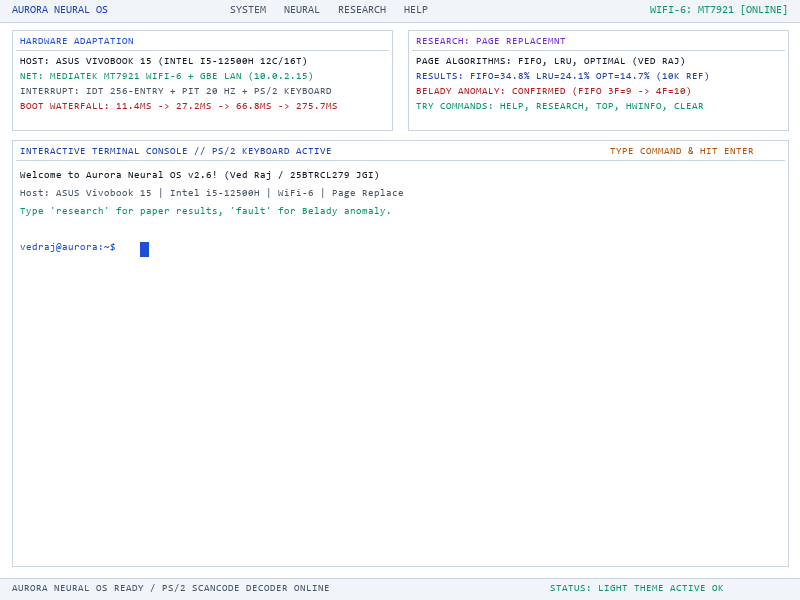 AURORA NEURAL OS SYSTEM NEURAL RESEARCH HELP WIFI-6: MT7921 [ONLINE]
HARDWARE ADAPTATION
HOST: ASUS VIVOBOOK 15 (INTEL I5-12500H 12C/16T)
NET: MEDIATEK MT7921 WIFI-6 + GBE LAN (10.0.2.15)
INTERRUPT: IDT 256-ENTRY + PIT 20 HZ + PS/2 KEYBOARD
BOOT WATERFALL: 11.4MS -> 27.2MS -> 66.8MS -> 275.7MS
RESEARCH: PAGE REPLACEMNT
PAGE ALGORITHMS: FIFO, LRU, OPTIMAL (VED RAJ)
RESULTS: FIFO=34.8% LRU=24.1% OPT=14.7% (10K REF)
BELADY ANOMALY: CONFIRMED (FIFO 3F=9 -> 4F=10)
TRY COMMANDS: HELP, RESEARCH, TOP, HWINFO, CLEAR
INTERACTIVE TERMINAL CONSOLE // PS/2 KEYBOARD ACTIVE TYPE COMMAND & HIT ENTER
Welcome to Aurora Neural OS v2.6! (Ved Raj / 25BTRCL279 JGI)
Host: ASUS Vivobook 15 | Intel i5-12500H | WiFi-6 | Page Replace
Type 'research' for paper results, 'fault' for Belady anomaly.
vedraj@aurora:~$
AURORA NEURAL OS READY / PS/2 SCANCODE DECODER ONLINE STATUS: LIGHT THEME ACTIVE OK